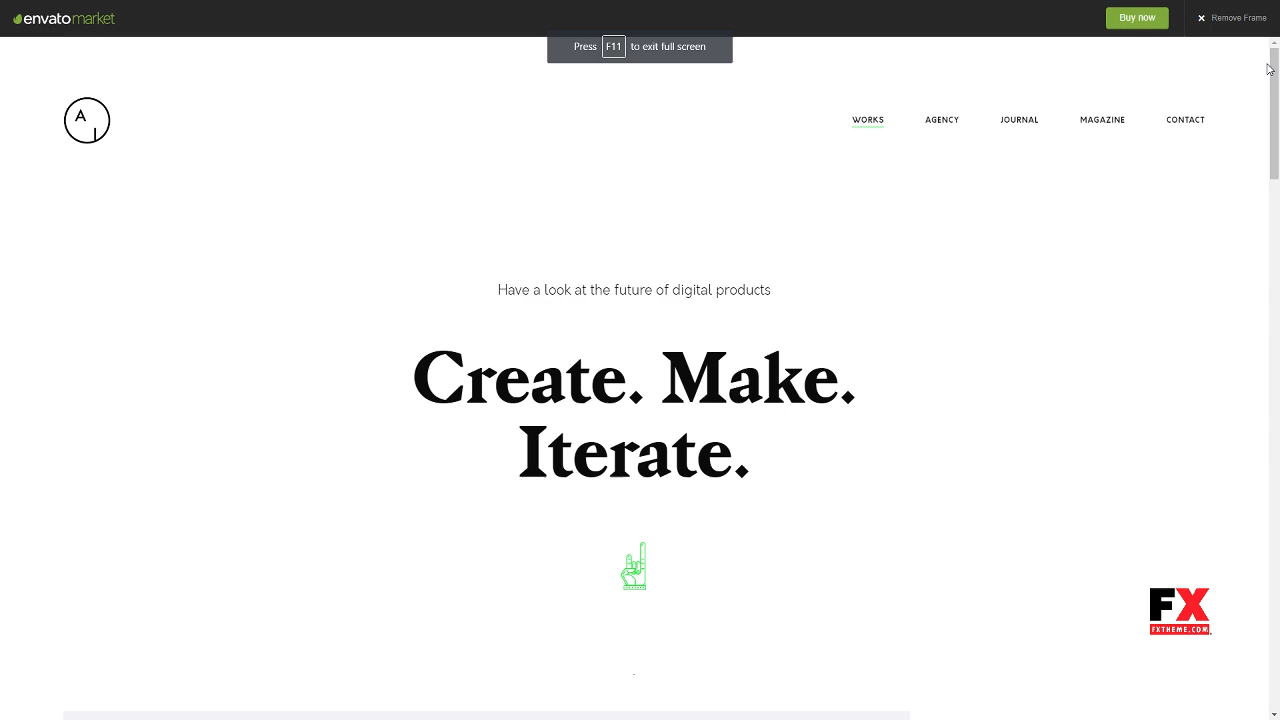 envato market
Buy now
Remove Frame
Press F11 to exit full screen
A I
WORKS
AGENCY
JOURNAL
MAGAZINE
CONTACT
Have a look at the future of digital products
Create. Make.
Iterate.
FX
FXTHEME.COM